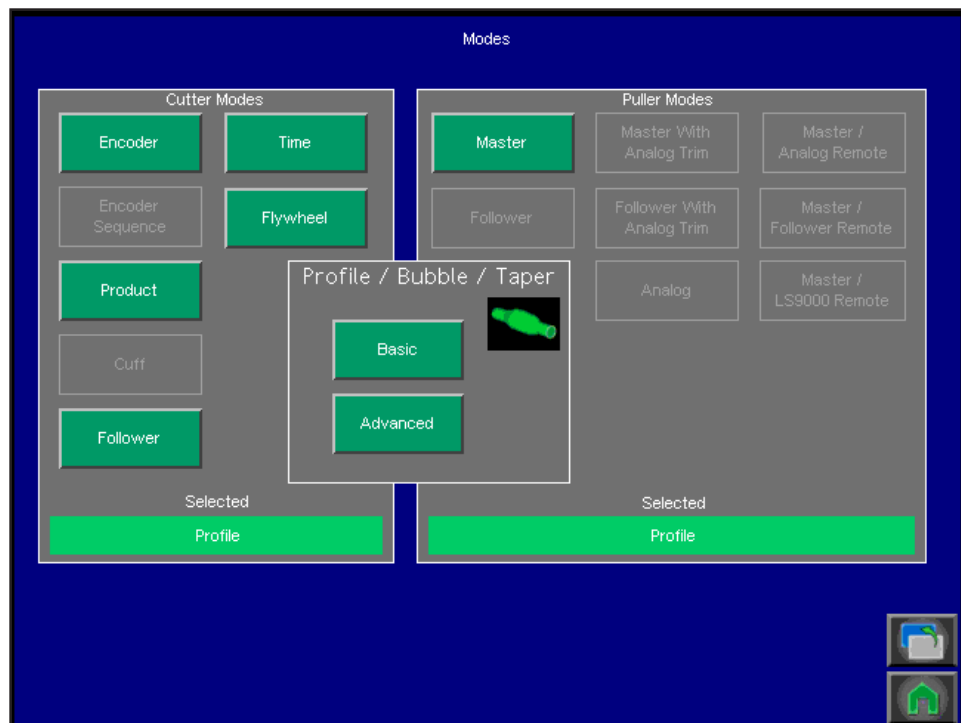 Modes
Cutter Modes
Encoder
Time
Encoder
Sequence
Flywheel
Product
Cuff
Follower
Selected
Profile
Profile / Bubble / Taper
Basic
Advanced
Puller Modes
Master
Master With
Analog Trim
Master /
Analog Remote
Follower
Follower With
Analog Trim
Master /
Follower Remote
Analog
Master /
LS9000 Remote
Selected
Profile